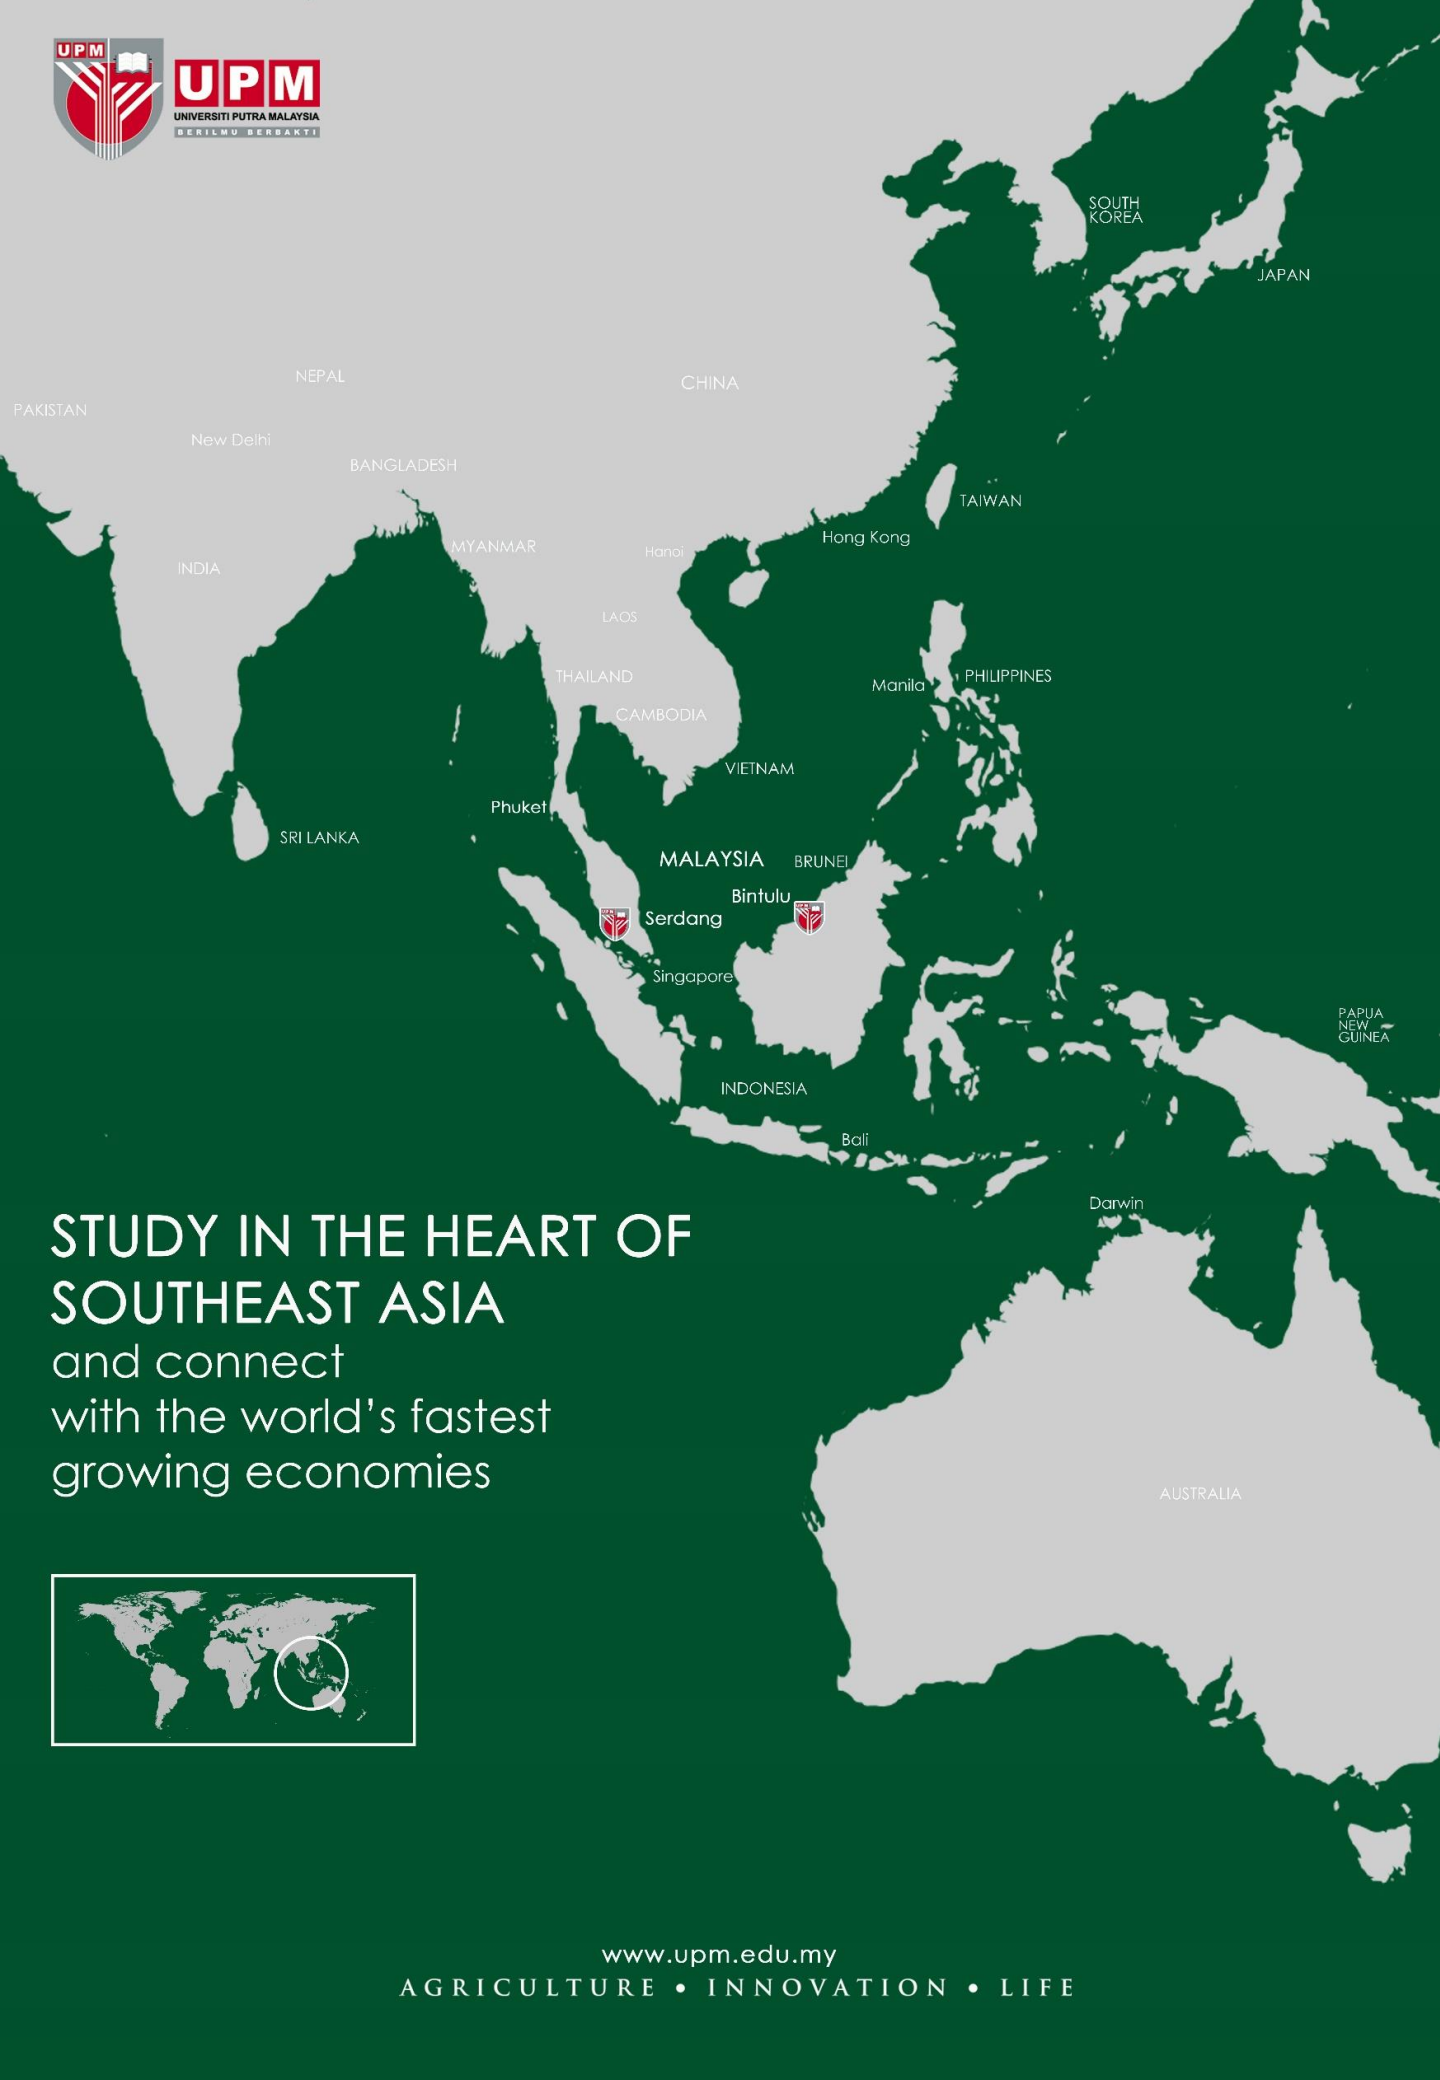 UPM
UPM
UNIVERSITI PUTRA MALAYSIA
BERILMU BERBAKTI
SOUTH
KOREA
JAPAN
NEPAL
CHINA
PAKISTAN
New Delhi
BANGLADESH
TAIWAN
Hong Kong
MYANMAR
Hanoi
INDIA
LAOS
THAILAND
PHILIPPINES
Manila
CAMBODIA
VIETNAM
Phuket
SRI LANKA
MALAYSIA
BRUNEI
Bintulu
Serdang
Singapore
PAPUA
NEW
GUINEA
INDONESIA
Bali
Darwin
STUDY IN THE HEART OF
SOUTHEAST ASIA
and connect
with the world's fastest
growing economies
AUSTRALIA
www.upm.edu.my
AGRICULTURE • INNOVATION • LIFE